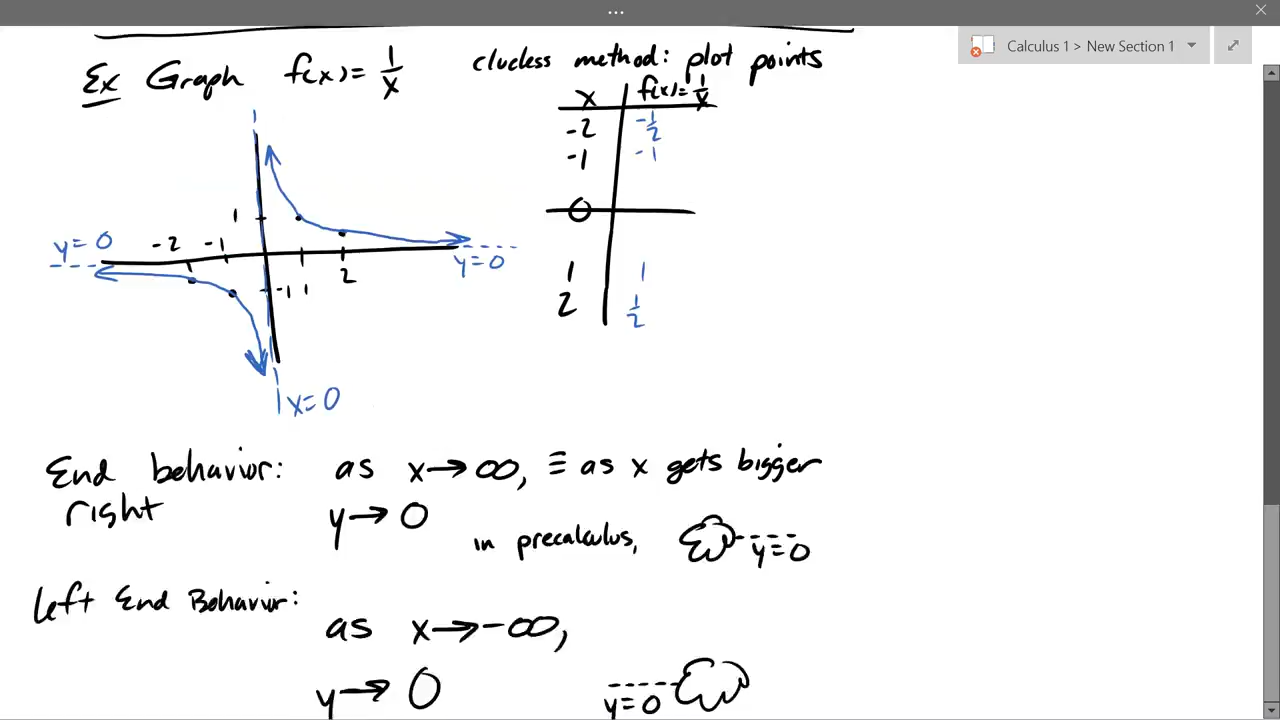 ...
Calculus 1 > New Section 1
Ex Graph f(x) = 1/x
clucless method: plot points
x f(x) = 1/x
-2 -1/2
-1 -1
0
1 1
2 1/2
1
y=0 -2 -1
y=0
-1 1 2
x=0
End behavior: as x→∞, ≡ as x gets bigger
right y→0
in precalculus, y=0
Left End Behavior:
as x→-∞,
y→0
y=0